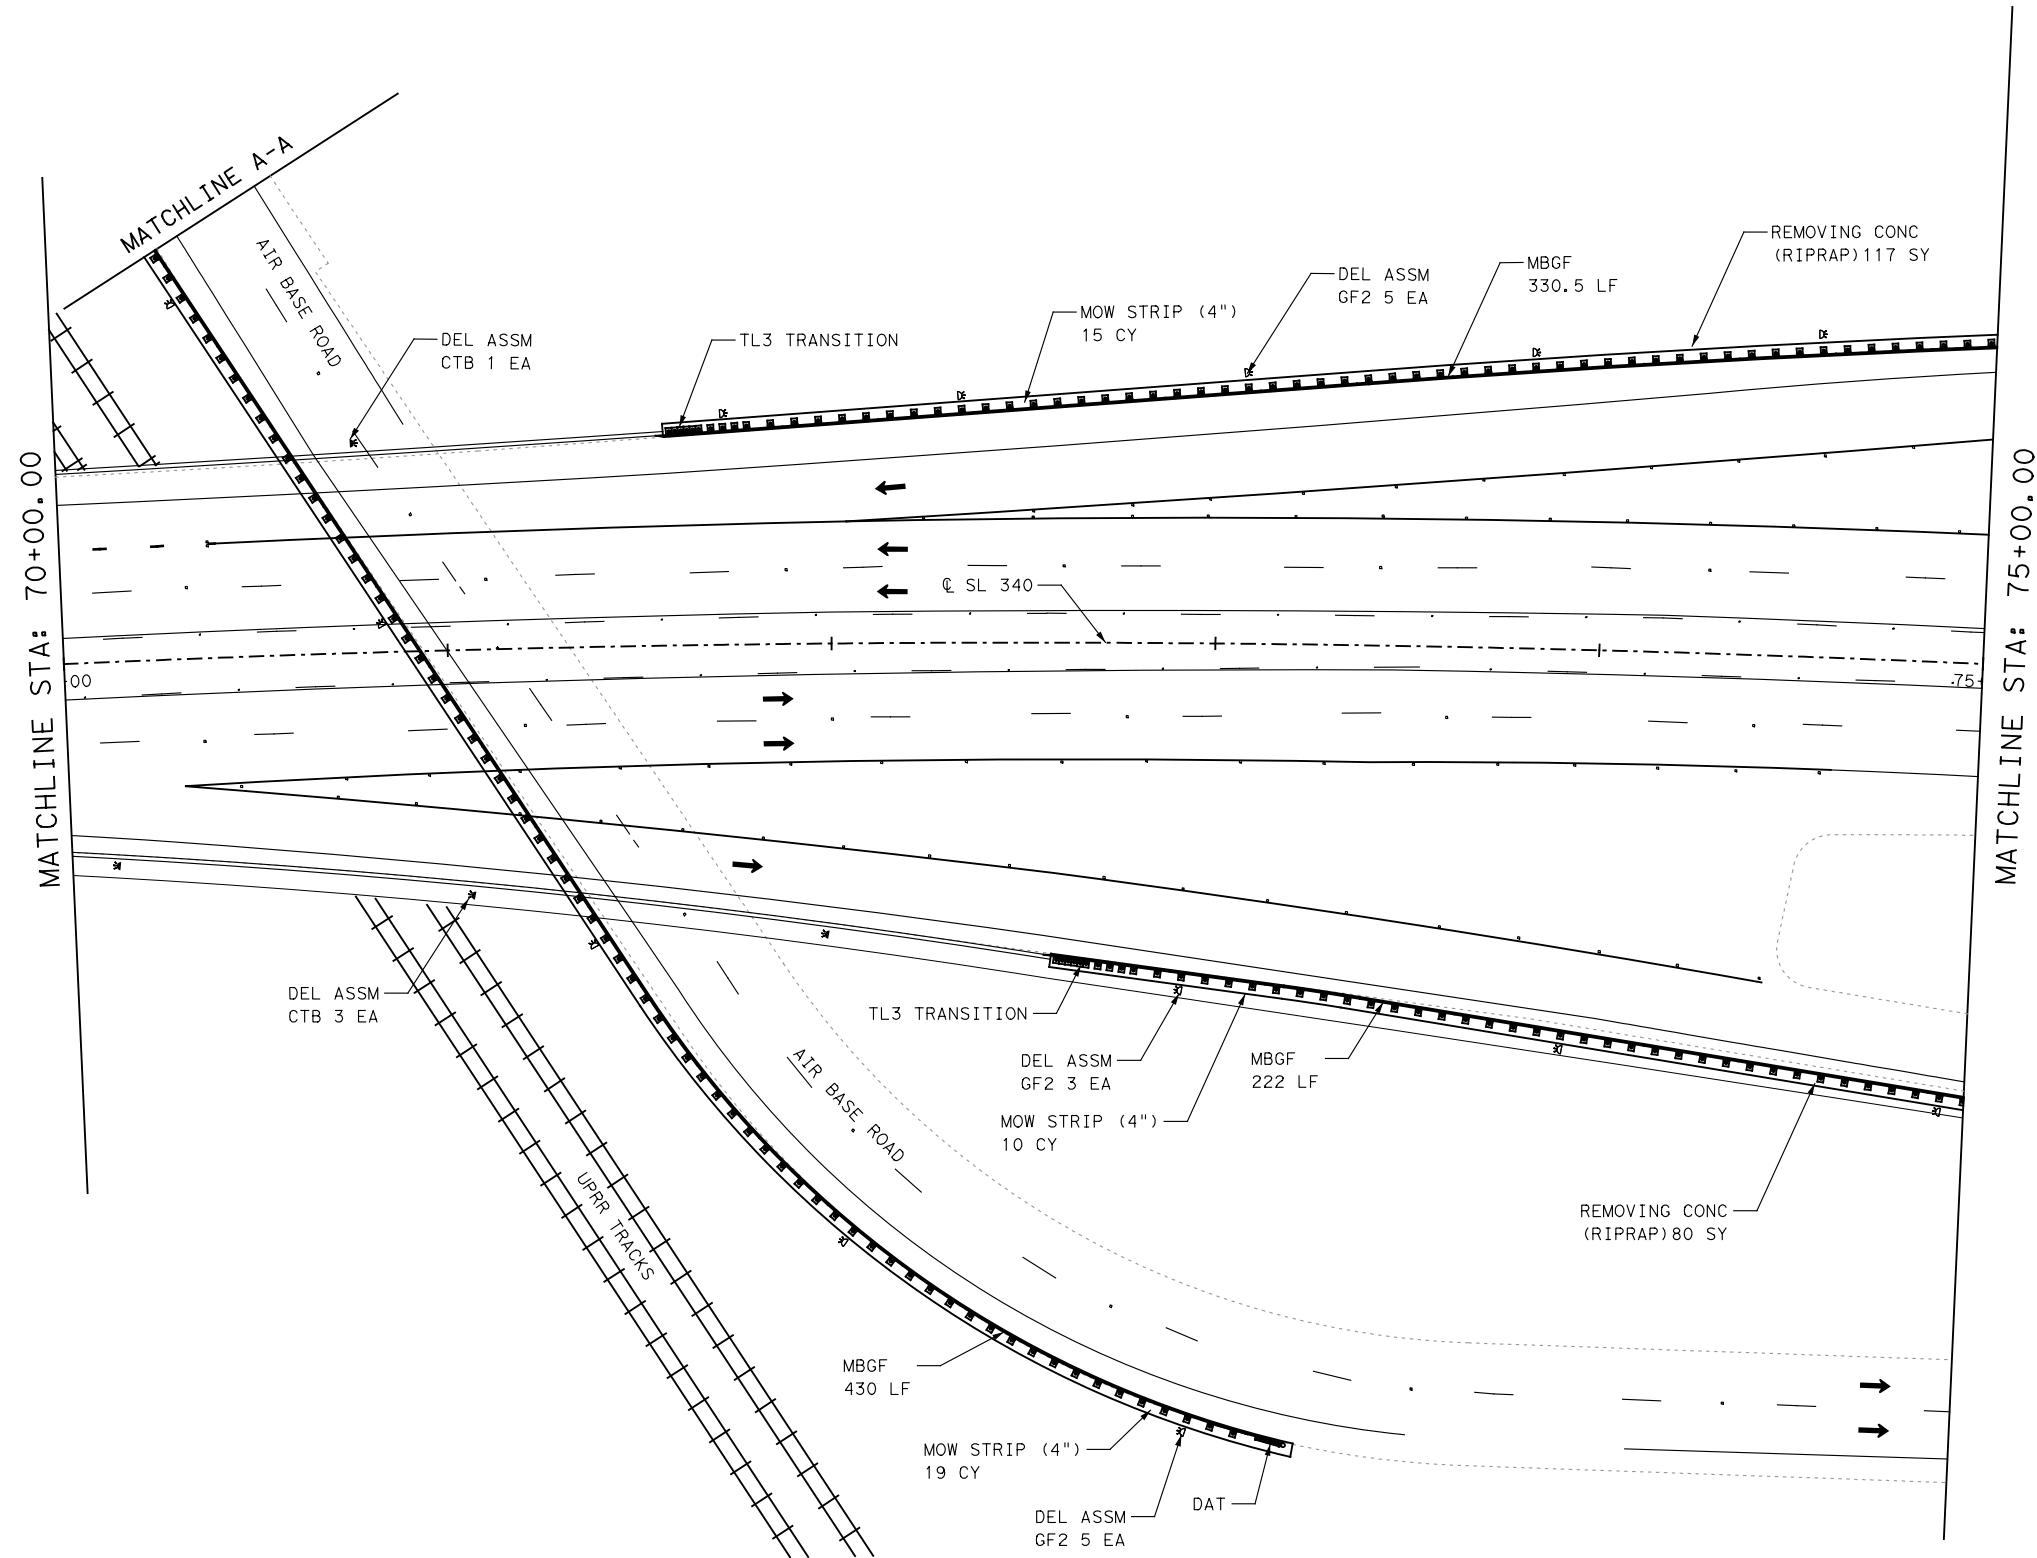 MATCHLINE A-A
AIR BASE ROAD
DEL ASSM
CTB 1 EA
TL3 TRANSITION
MOW STRIP (4")
15 CY
DEL ASSM
GF2 5 EA
MBGF
330.5 LF
REMOVING CONC
(RIPRAP)117 SY
MATCHLINE STA: 70+00.00
℄ SL 340
00
75+
MATCHLINE STA: 75+00.00
DEL ASSM
CTB 3 EA
TL3 TRANSITION
DEL ASSM
GF2 3 EA
MBGF
222 LF
MOW STRIP (4")
10 CY
AIR BASE ROAD
UPRR TRACKS
REMOVING CONC
(RIPRAP)80 SY
MBGF
430 LF
MOW STRIP (4")
19 CY
DAT
DEL ASSM
GF2 5 EA